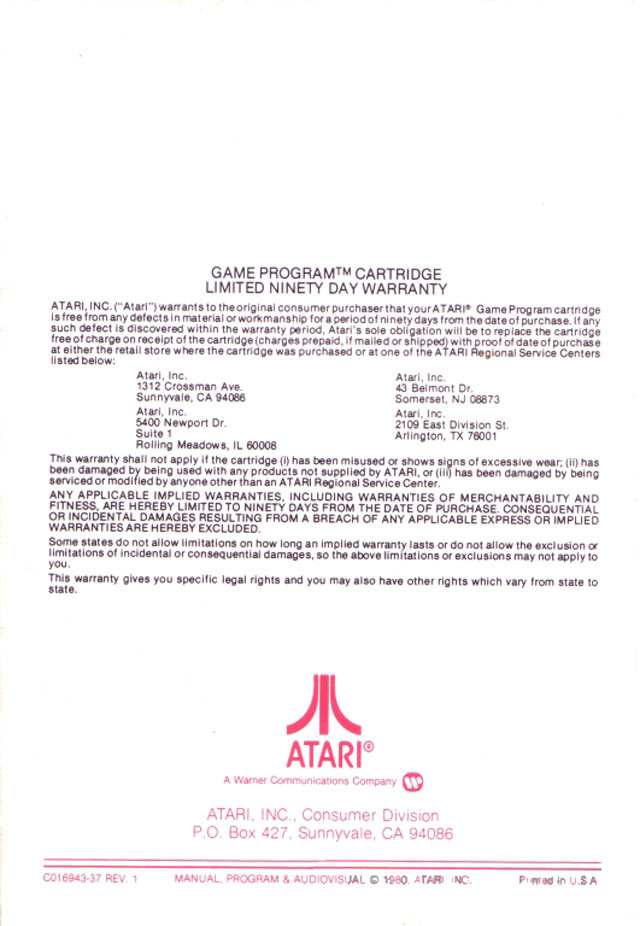 GAME PROGRAM™ CARTRIDGE
LIMITED NINETY DAY WARRANTY
ATARI, INC. ("Atari") warrants to the original consumer purchaser that your ATARI® Game Program cartridge
is free from any defects in material or workmanship for a period of ninety days from the date of purchase. If any
such defect is discovered within the warranty period, Atari's sole obligation will be to replace the cartridge
free of charge on receipt of the cartridge (charges prepaid, if mailed or shipped) with proof of date of purchase
at either the retail store where the cartridge was purchased or at one of the ATARI Regional Service Centers
listed below:
Atari, Inc.
1312 Crossman Ave.
Sunnyvale, CA 94086
Atari, Inc.
5400 Newport Dr.
Suite 1
Rolling Meadows, IL 60008
Atari, Inc.
43 Belmont Dr.
Somerset, NJ 08873
Atari, Inc.
2109 East Division St.
Arlington, TX 76001
This warranty shall not apply if the cartridge (i) has been misused or shows signs of excessive wear; (ii) has
been damaged by being used with any products not supplied by ATARI, or (iii) has been damaged by being
serviced or modified by anyone other than an ATARI Regional Service Center.
ANY APPLICABLE IMPLIED WARRANTIES, INCLUDING WARRANTIES OF MERCHANTABILITY AND
FITNESS, ARE HEREBY LIMITED TO NINETY DAYS FROM THE DATE OF PURCHASE. CONSEQUENTIAL
OR INCIDENTAL DAMAGES RESULTING FROM A BREACH OF ANY APPLICABLE EXPRESS OR IMPLIED
WARRANTIES ARE HEREBY EXCLUDED.
Some states do not allow limitations on how long an implied warranty lasts or do not allow the exclusion or
limitations of incidental or consequential damages, so the above limitations or exclusions may not apply to
you.
This warranty gives you specific legal rights and you may also have other rights which vary from state to
state.
ATARI®
A Warner Communications Company
ATARI, INC., Consumer Division
P.O. Box 427, Sunnyvale, CA 94086
C016943-37 REV. 1 MANUAL, PROGRAM & AUDIOVISUAL © 1980, ATARI INC. Printed in U.S.A